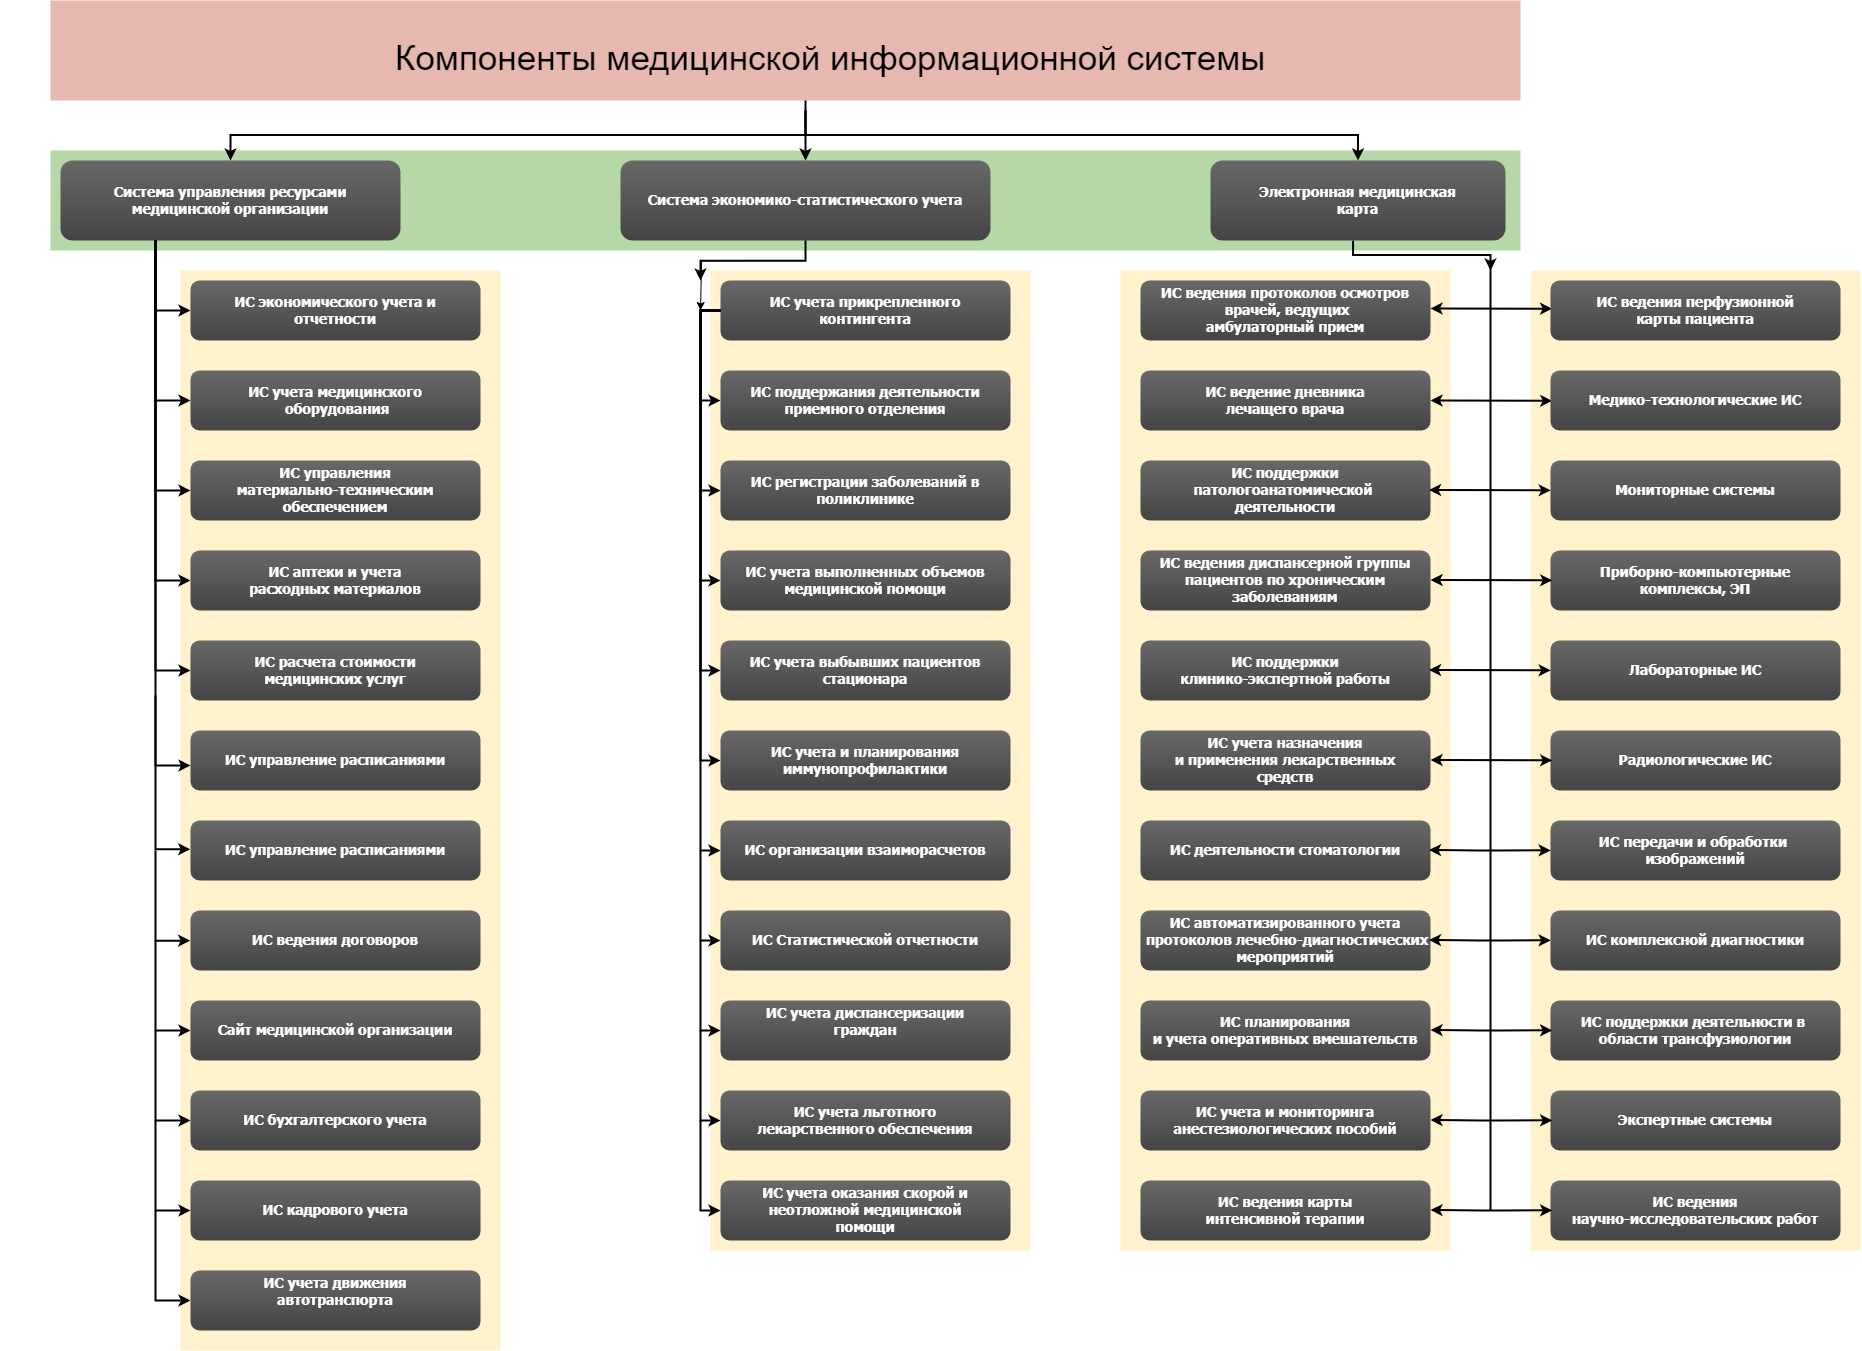 Компоненты медицинской информационной системы
Система управления ресурсами
медицинской организации
Система экономико-статистического учета
Электронная медицинская
карта
ИС экономического учета и
отчетности
ИС учета медицинского
оборудования
ИС управления
материально-техническим
обеспечением
ИС аптеки и учета
расходных материалов
ИС расчета стоимости
медицинских услуг
ИС управление расписаниями
ИС управление расписаниями
ИС ведения договоров
Сайт медицинской организации
ИС бухгалтерского учета
ИС кадрового учета
ИС учета движения
автотранспорта
ИС учета прикрепленного
контингента
ИС поддержания деятельности
приемного отделения
ИС регистрации заболеваний в
поликлинике
ИС учета выполненных объемов
медицинской помощи
ИС учета выбывших пациентов
стационара
ИС учета и планирования
иммунопрофилактики
ИС организации взаиморасчетов
ИС Статистической отчетности
ИС учета диспансеризации
граждан
ИС учета льготного
лекарственного обеспечения
ИС учета оказания скорой и
неотложной медицинской
помощи
ИС ведения протоколов осмотров
врачей, ведущих
амбулаторный прием
ИС ведение дневника
лечащего врача
ИС поддержки
патологоанатомической
деятельности
ИС ведения диспансерной группы
пациентов по хроническим
заболеваниям
ИС поддержки
клинико-экспертной работы
ИС учета назначения
и применения лекарственных
средств
ИС деятельности стоматологии
ИС автоматизированного учета
протоколов лечебно-диагностических
мероприятий
ИС планирования
и учета оперативных вмешательств
ИС учета и мониторинга
анестезиологических пособий
ИС ведения карты
интенсивной терапии
ИС ведения перфузионной
карты пациента
Медико-технологические ИС
Мониторные системы
Приборно-компьютерные
комплексы, ЭП
Лабораторные ИС
Радиологические ИС
ИС передачи и обработки
изображений
ИС комплексной диагностики
ИС поддержки деятельности в
области трансфузиологии
Экспертные системы
ИС ведения
научно-исследовательских работ